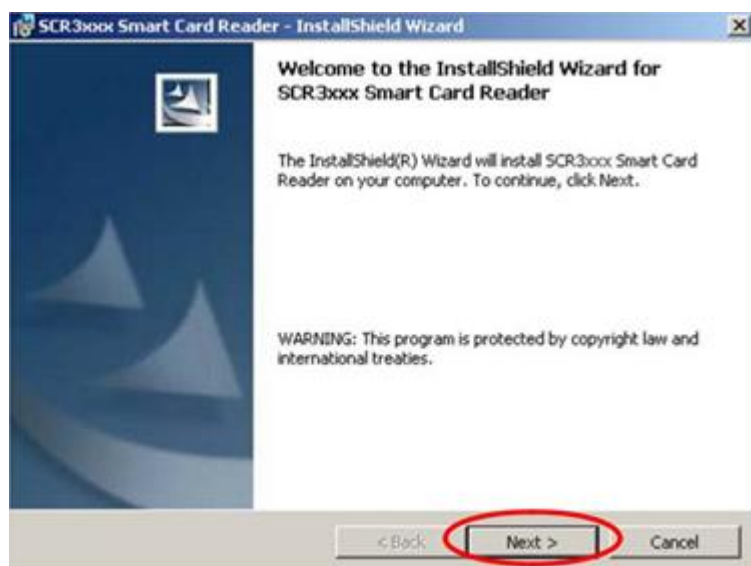 SCR3xxx Smart Card Reader - InstallShield Wizard
Welcome to the InstallShield Wizard for
SCR3xxx Smart Card Reader
The InstallShield(R) Wizard will install SCR3xxx Smart Card
Reader on your computer. To continue, click Next.
WARNING: This program is protected by copyright law and
international treaties.
< Back Next > Cancel